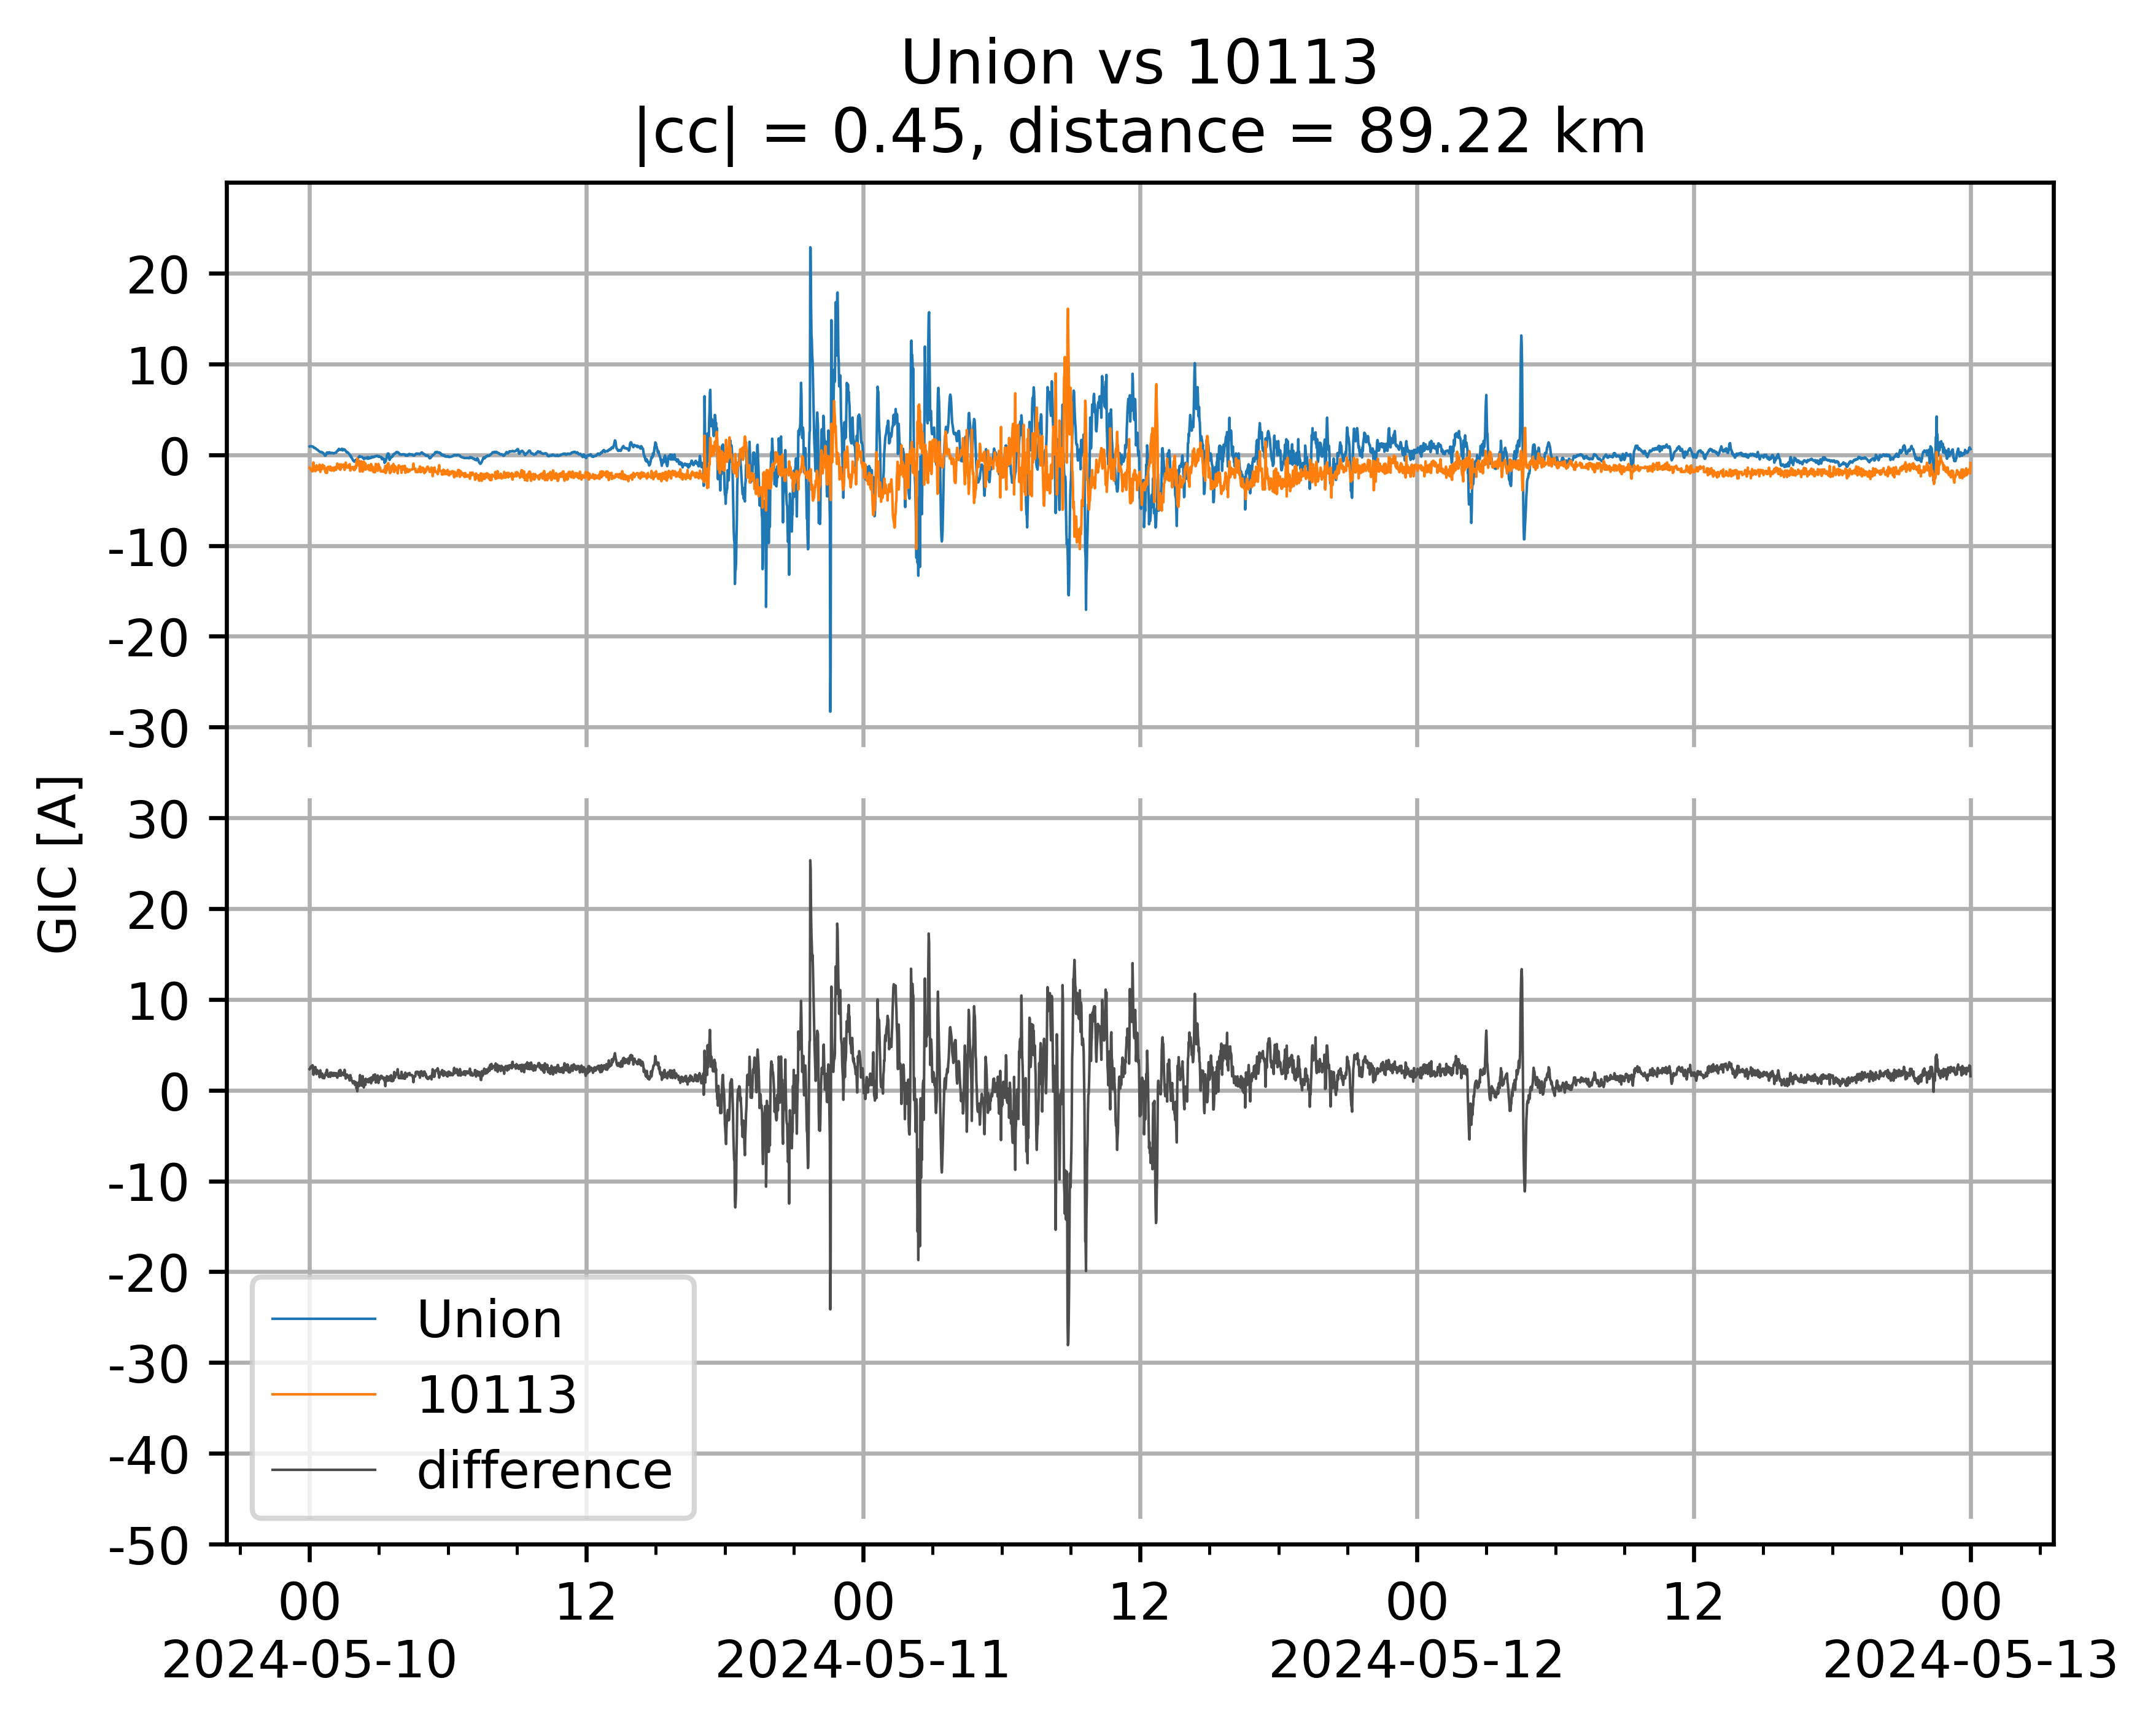 Union vs 10113
|cc| = 0.45, distance = 89.22 km
GIC [A]
20
10
0
-10
-20
-30
30
20
10
0
-10
-20
-30
-40
-50
Union
10113
difference
00 12 00 12 00 12 00
2024-05-10 2024-05-11 2024-05-12 2024-05-13